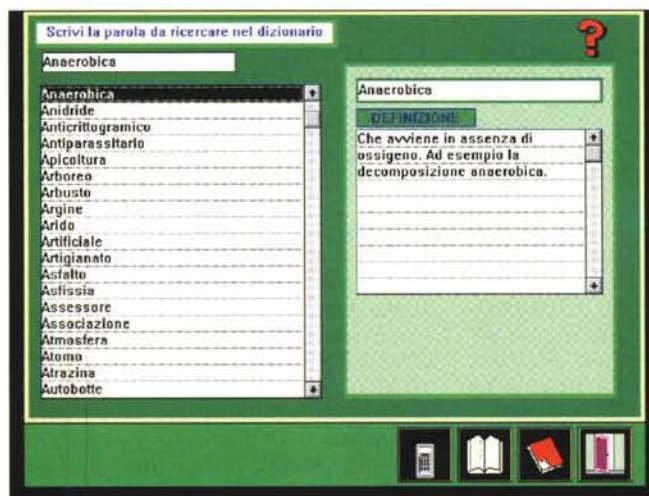 Scrivi la parola da ricercare nel dizionario
Anaerobica
Anaerobica
Anidride
Anticrittogramico
Antiparassitario
Apicoltura
Arboreo
Arbusto
Argine
Arido
Artificiale
Artigianato
Asfalto
Asfissia
Assessore
Associazione
Atmosfera
Atomo
Atrazina
Autobotte
?
Anaerobica
DEFINIZIONE
Che avviene in assenza di
ossigeno. Ad esempio la
decomposizione anaerobica.